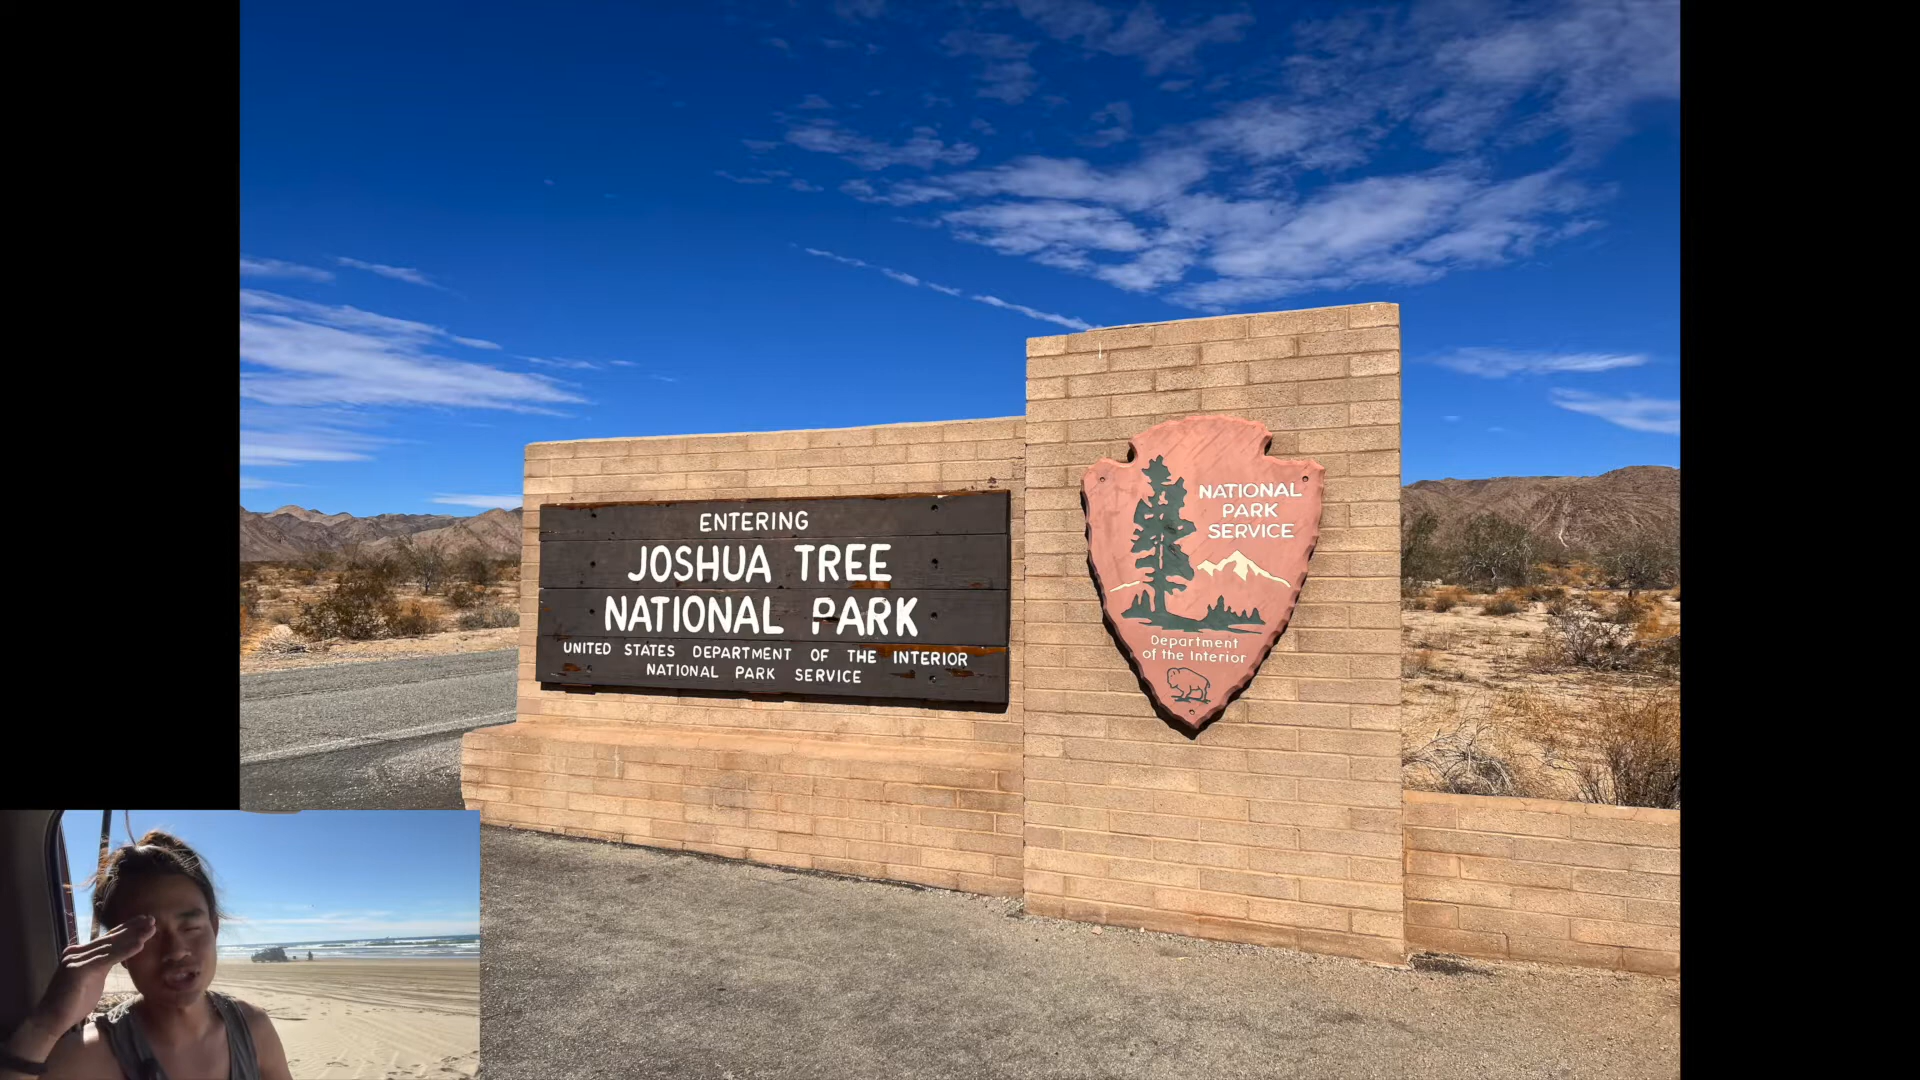 ENTERING
JOSHUA TREE
NATIONAL PARK
UNITED STATES DEPARTMENT OF THE INTERIOR
NATIONAL PARK SERVICE
NATIONAL
PARK
SERVICE
Department
of the Interior